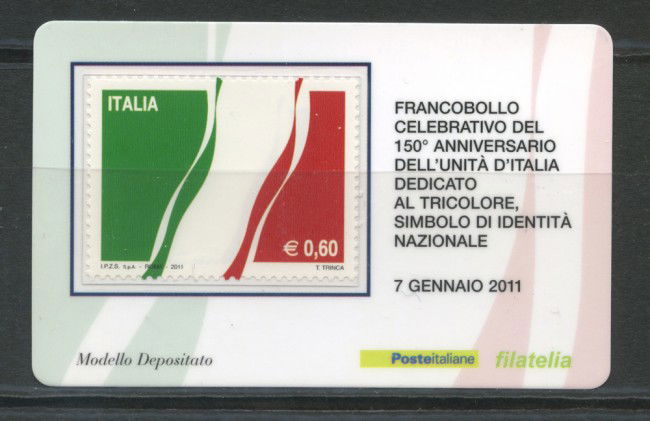 ITALIA
€ 0,60
I.P.Z.S. S.p.A. - ROMA - 2011
T. TRINCA
FRANCOBOLLO
CELEBRATIVO DEL
150° ANNIVERSARIO
DELL'UNITÀ D'ITALIA
DEDICATO
AL TRICOLORE,
SIMBOLO DI IDENTITÀ
NAZIONALE
7 GENNAIO 2011
Modello Depositato
Posteitaliane
filatelia